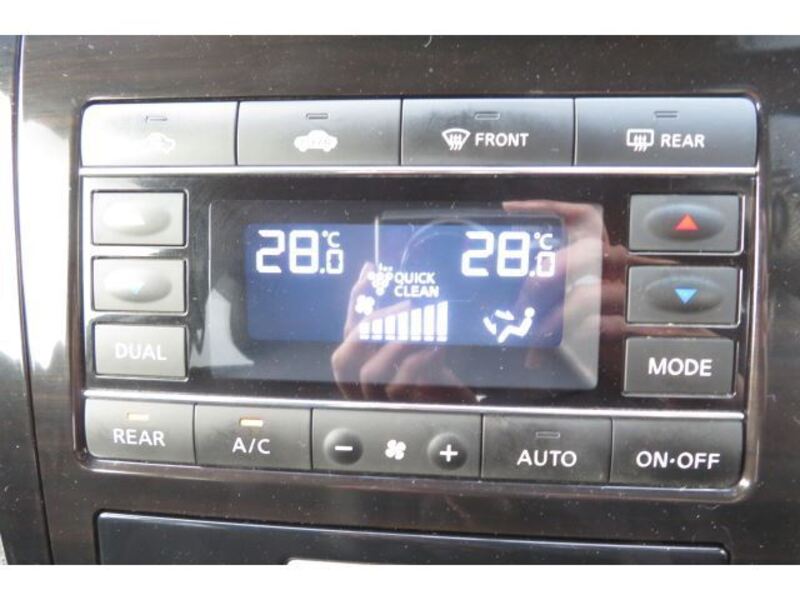 FRONT
REAR
28.0°C
28.0°C
QUICK
CLEAN
DUAL
MODE
REAR
A/C
- +
AUTO
ON·OFF